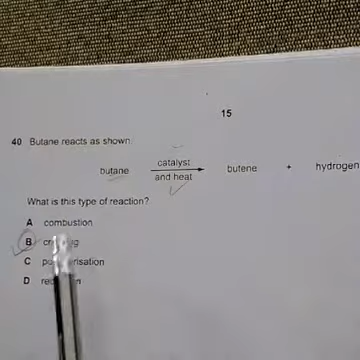 15
40 Butane reacts as shown.
butane catalyst and heat butene + hydrogen
What is this type of reaction?
A combustion
B
C
D